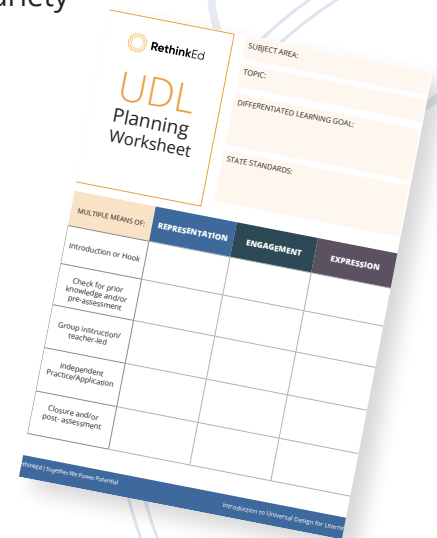 RethinkEd
UDL
Planning
Worksheet
SUBJECT AREA:
TOPIC:
DIFFERENTIATED LEARNING GOAL:
STATE STANDARDS:
MULTIPLE MEANS OF:
REPRESENTATION
ENGAGEMENT
EXPRESSION
Introduction or Hook
Check for prior
knowledge and/or
pre-assessment
Group instruction/
teacher-led
Independent
Practice/Application
Closure and/or
post- assessment
thinkEd | Together We Power Potential
Introduction to Universal Design for Learnin